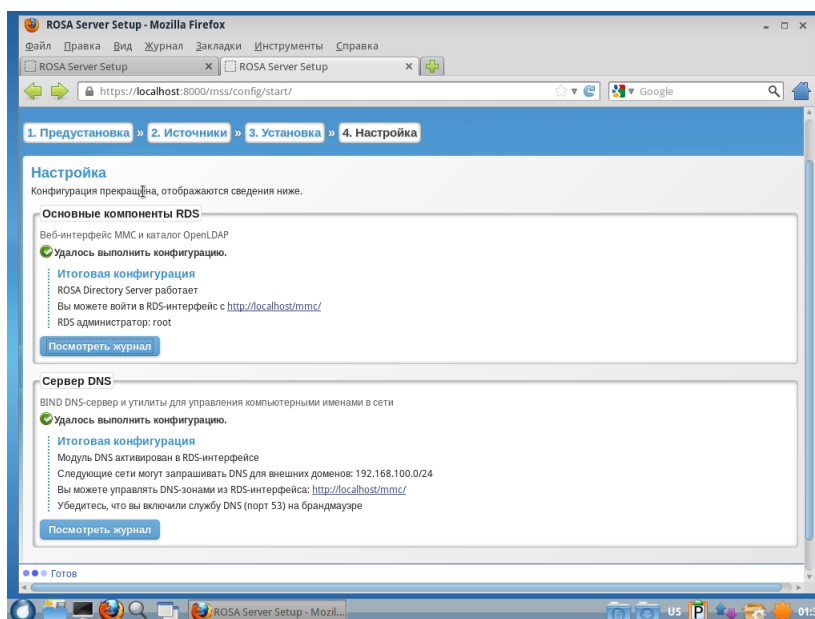 ROSA Server Setup - Mozilla Firefox
Файл Правка Вид Журнал Закладки Инструменты Справка
ROSA Server Setup ROSA Server Setup
https://localhost:8000/mss/config/start/ Google
1. Предустановка » 2. Источники » 3. Установка » 4. Настройка
Настройка
Конфигурация прекращена, отображаются сведения ниже.
Основные компоненты RDS
Веб-интерфейс MMC и каталог OpenLDAP
Удалось выполнить конфигурацию.
Итоговая конфигурация
ROSA Directory Server работает
Вы можете войти в RDS-интерфейс с http://localhost/mmc/
RDS администратор: root
Посмотреть журнал
Сервер DNS
BIND DNS-сервер и утилиты для управления компьютерными именами в сети
Удалось выполнить конфигурацию.
Итоговая конфигурация
Модуль DNS активирован в RDS-интерфейсе
Следующие сети могут запрашивать DNS для внешних доменов: 192.168.100.0/24
Вы можете управлять DNS-зонами из RDS-интерфейса: http://localhost/mmc/
Убедитесь, что вы включили службу DNS (порт 53) на брандмауэре
Посмотреть журнал
Готов
ROSA Server Setup - Mozil... US P